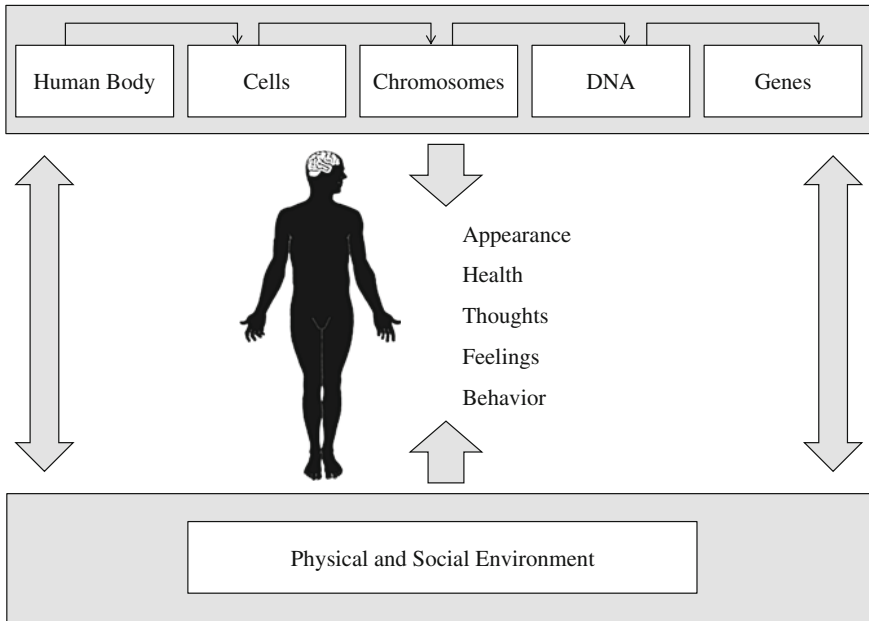 Human Body
Cells
Chromosomes
DNA
Genes
Appearance
Health
Thoughts
Feelings
Behavior
Physical and Social Environment